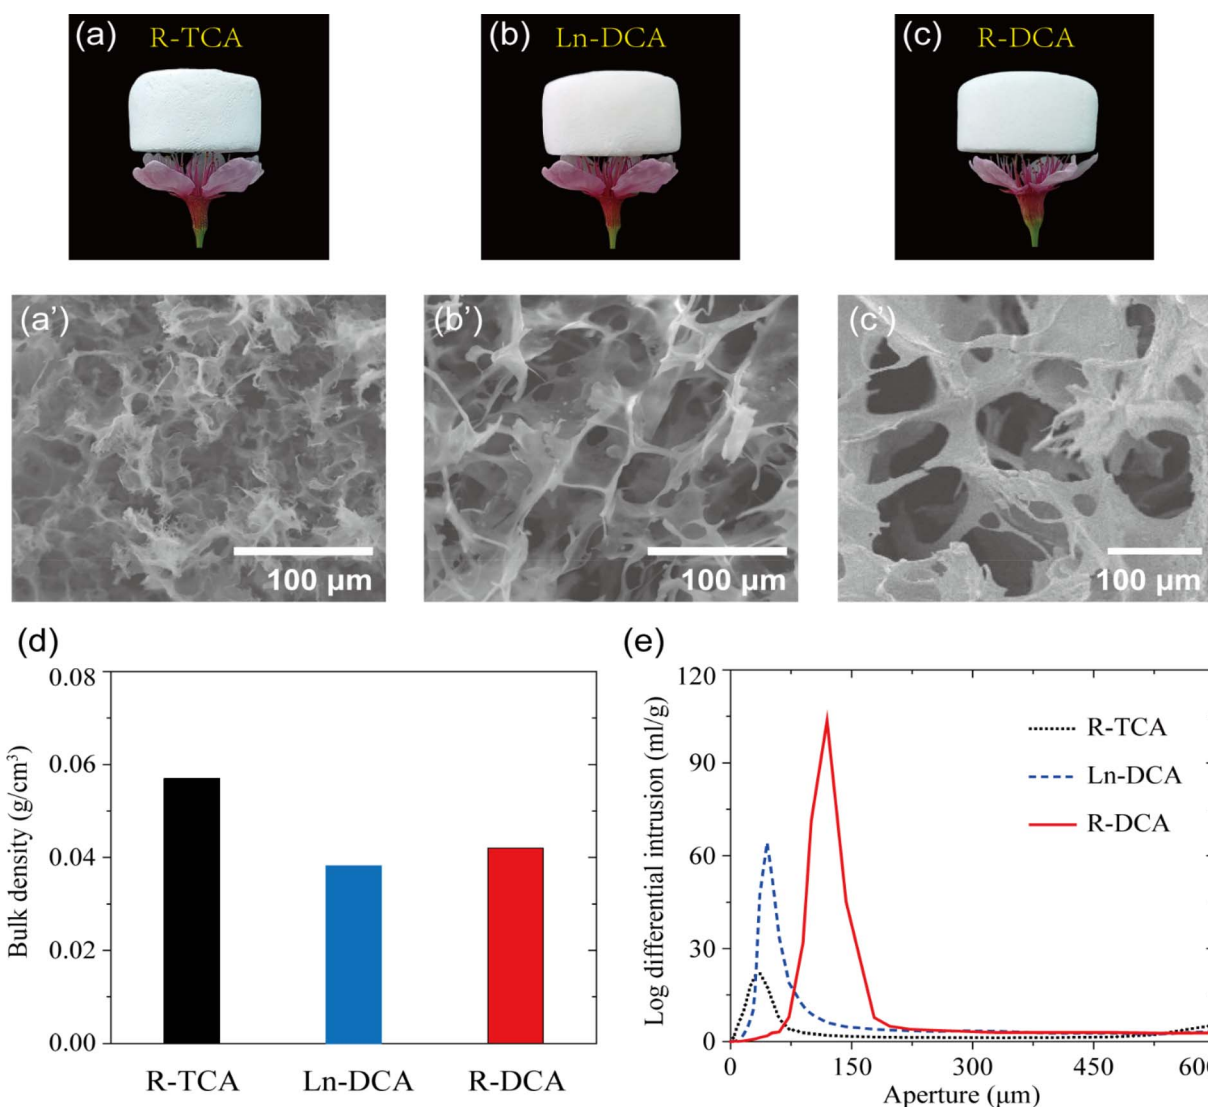 (a) R-TCA
(b) Ln-DCA
(c) R-DCA
(a’)
100 μm
(b’)
100 μm
(c’)
100 μm
(d)
Bulk density (g/cm³)
0.08
0.06
0.04
0.02
0.00
R-TCA
Ln-DCA
R-DCA
(e)
Log differential intrusion (ml/g)
120
90
60
30
0
R-TCA
Ln-DCA
R-DCA
0
150
300
450
600
Aperture (μm)